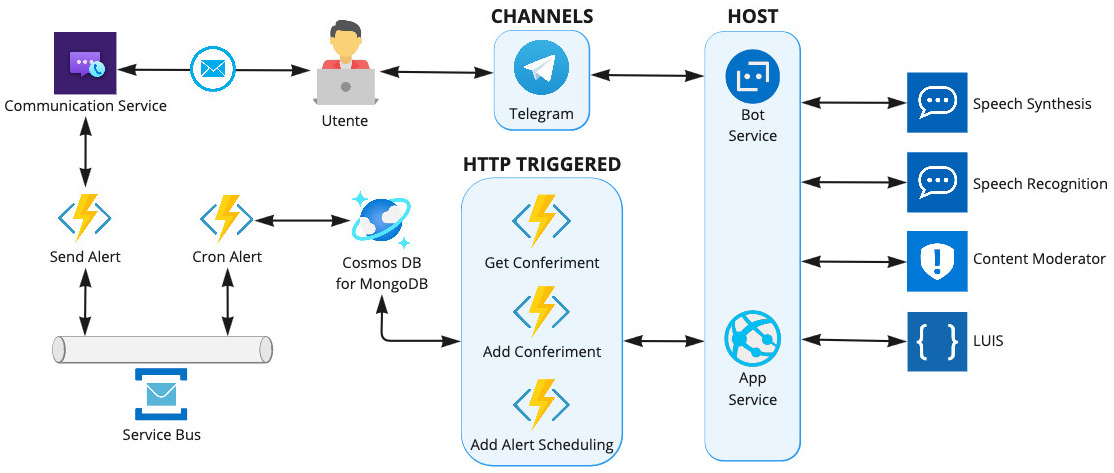 CHANNELS
HOST
Communication Service
Utente
Telegram
Bot
Service
Speech Synthesis
HTTP TRIGGERED
Speech Recognition
Send Alert
Cron Alert
Cosmos DB
for MongoDB
Get Conferiment
Content Moderator
Add Conferiment
LUIS
App
Service
Service Bus
Add Alert Scheduling